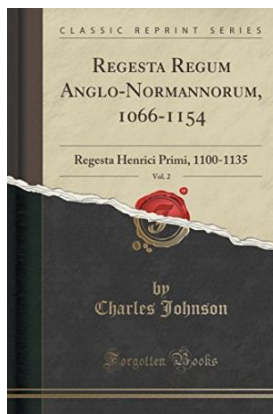 CLASSIC REPRINT SERIES
REGESTA REGUM
ANGLO-NORMANNORUM,
1066-1154
Regesta Henrici Primi, 1100-1135
Vol. 2
by
Charles Johnson
Forgotten Books